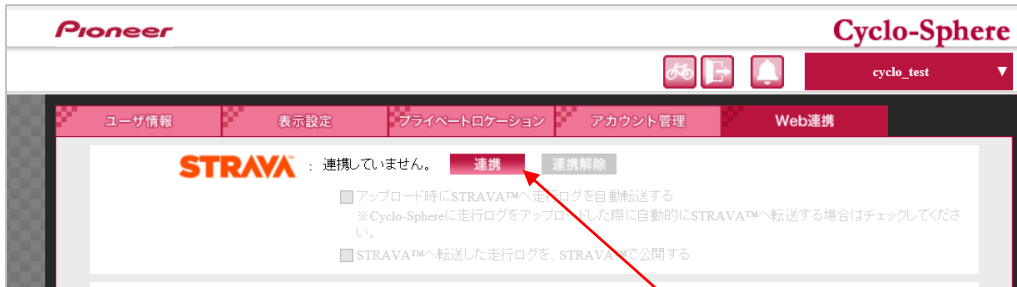 Pioneer
Cyclo-Sphere
cyclo_test ▼
ユーザ情報 表示設定 プライベートロケーション アカウント管理 Web連携
STRAVA™ : 連携していません。 連携 連携解除
アップロード時にSTRAVA™へ走行ログを自動転送する
※Cyclo-Sphereに走行ログをアップロードした際に自動的にSTRAVA™へ転送する場合はチェックしてくださ
い。
STRAVA™へ転送した走行ログを、STRAVA™で公開する